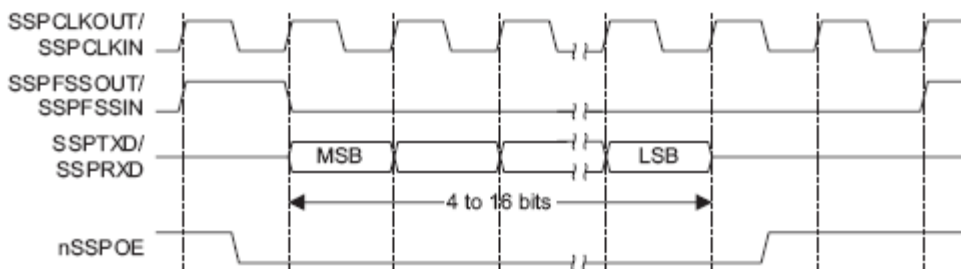 SSPCLKOUT/
SSPCLKIN
SSPFSSOUT/
SSPFSSIN
SSPTXD/
SSPRXD
MSB
LSB
4 to 16 bits
nSSPOE